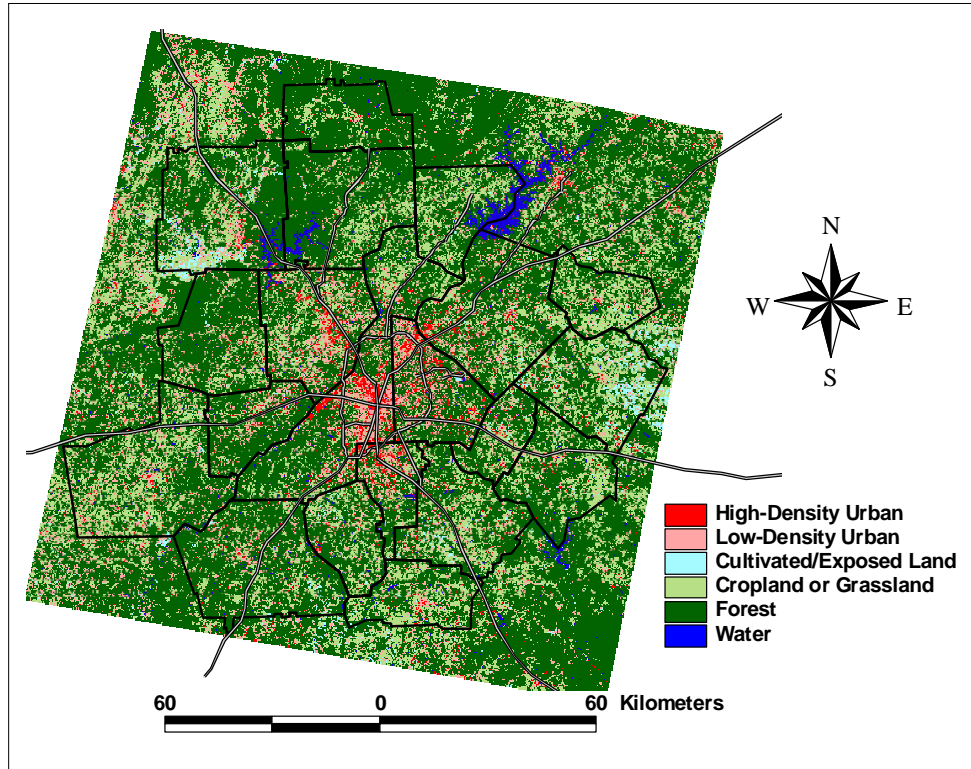 N
W E
S
High-Density Urban
Low-Density Urban
Cultivated/Exposed Land
Cropland or Grassland
Forest
Water
60 0 60 Kilometers